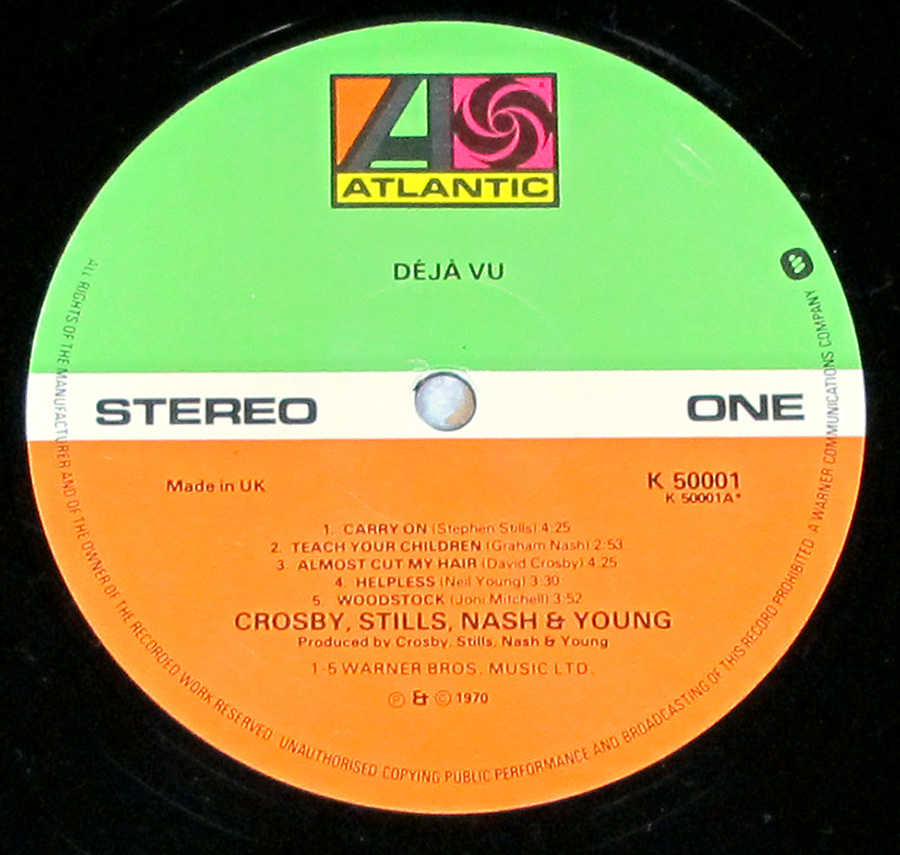 ATLANTIC
DÉJÀ VU
STEREO
ONE
Made in UK
K 50001
K 50001A*
1. CARRY ON (Stephen Stills) 4:25
2. TEACH YOUR CHILDREN (Graham Nash) 2:53
3. ALMOST CUT MY HAIR (David Crosby) 4:25
4. HELPLESS (Neil Young) 3:30
5. WOODSTOCK (Joni Mitchell) 3:52
CROSBY, STILLS, NASH & YOUNG
Produced by Crosby, Stills, Nash & Young
1-5 WARNER BROS. MUSIC LTD.
℗ & © 1970
ALL RIGHTS OF THE MANUFACTURER AND OF THE OWNER OF THE RECORDED WORK RESERVED UNAUTHORISED COPYING PUBLIC PERFORMANCE AND BROADCASTING OF THIS RECORD PROHIBITED A WARNER COMMUNICATIONS COMPANY